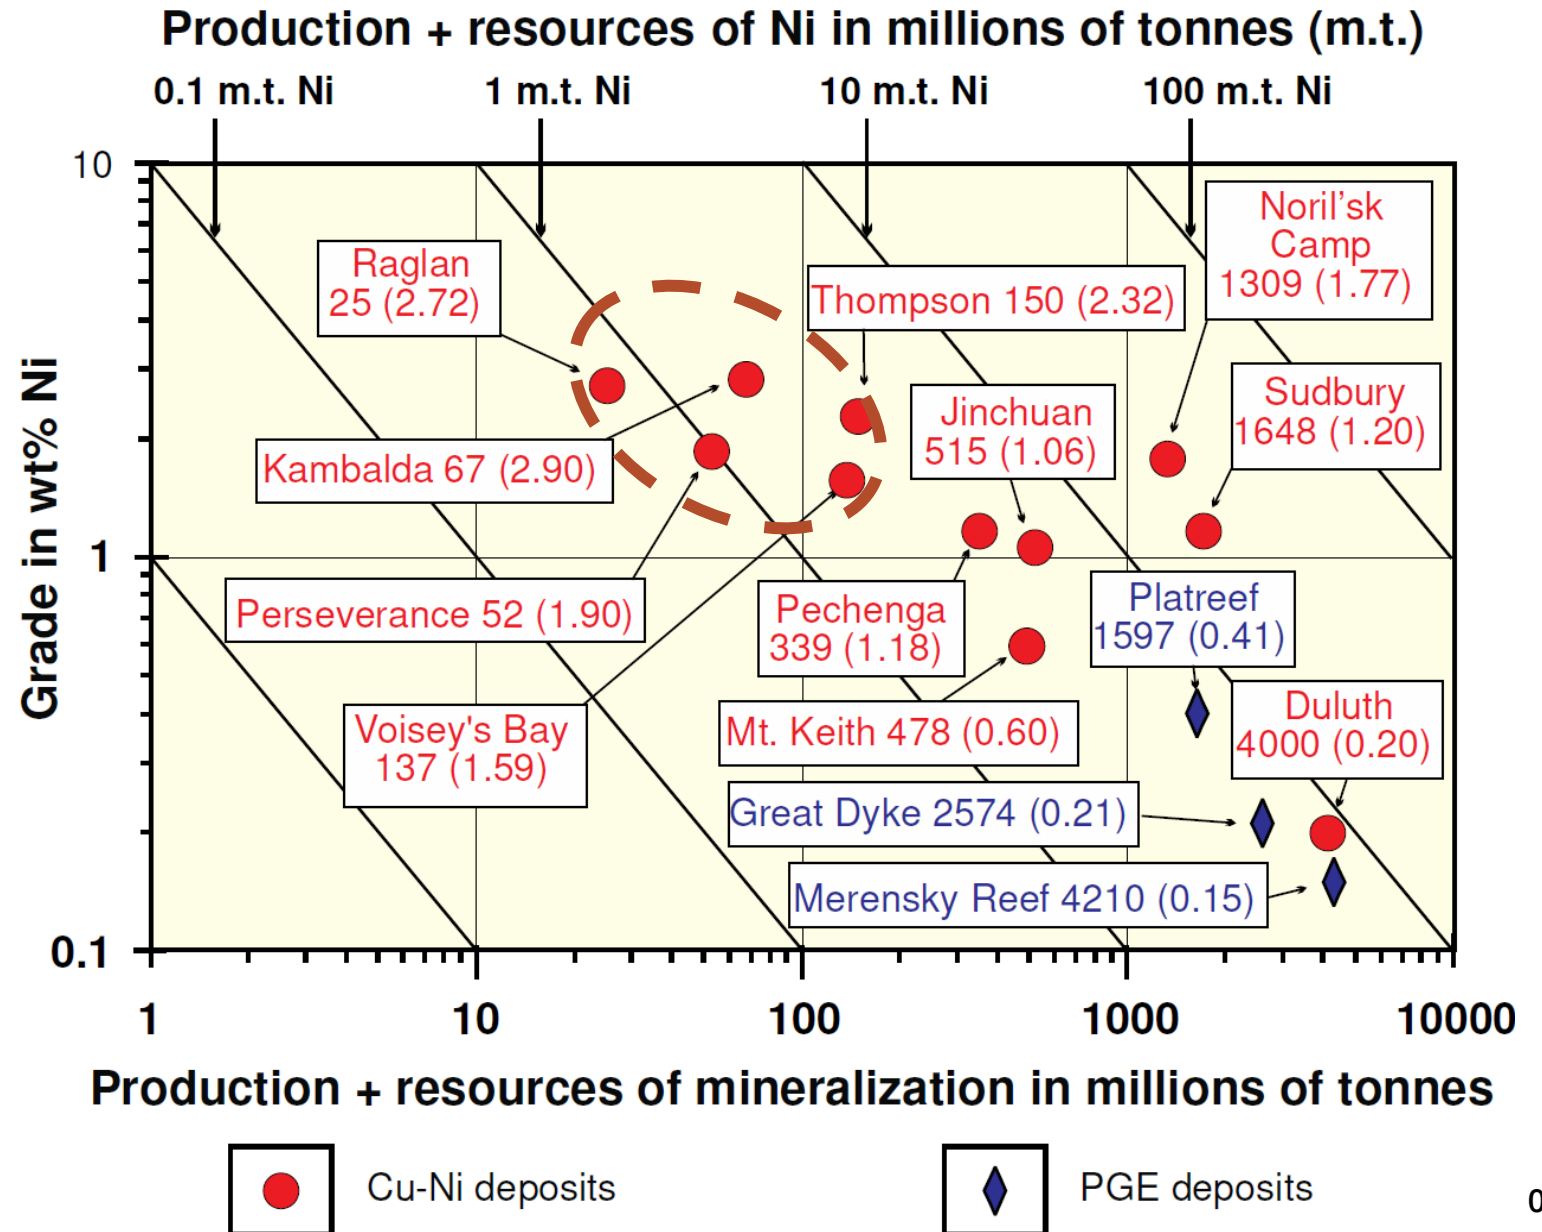 Production + resources of Ni in millions of tonnes (m.t.)
0.1 m.t. Ni
1 m.t. Ni
10 m.t. Ni
100 m.t. Ni
Grade in wt% Ni
10
1
0.1
Raglan
25 (2.72)
Thompson 150 (2.32)
Noril'sk
Camp
1309 (1.77)
Kambalda 67 (2.90)
Jinchuan
515 (1.06)
Sudbury
1648 (1.20)
Perseverance 52 (1.90)
Pechenga
339 (1.18)
Platreef
1597 (0.41)
Voisey's Bay
137 (1.59)
Mt. Keith 478 (0.60)
Duluth
4000 (0.20)
Great Dyke 2574 (0.21)
Merensky Reef 4210 (0.15)
1
10
100
1000
10000
Production + resources of mineralization in millions of tonnes
Cu-Ni deposits
PGE deposits